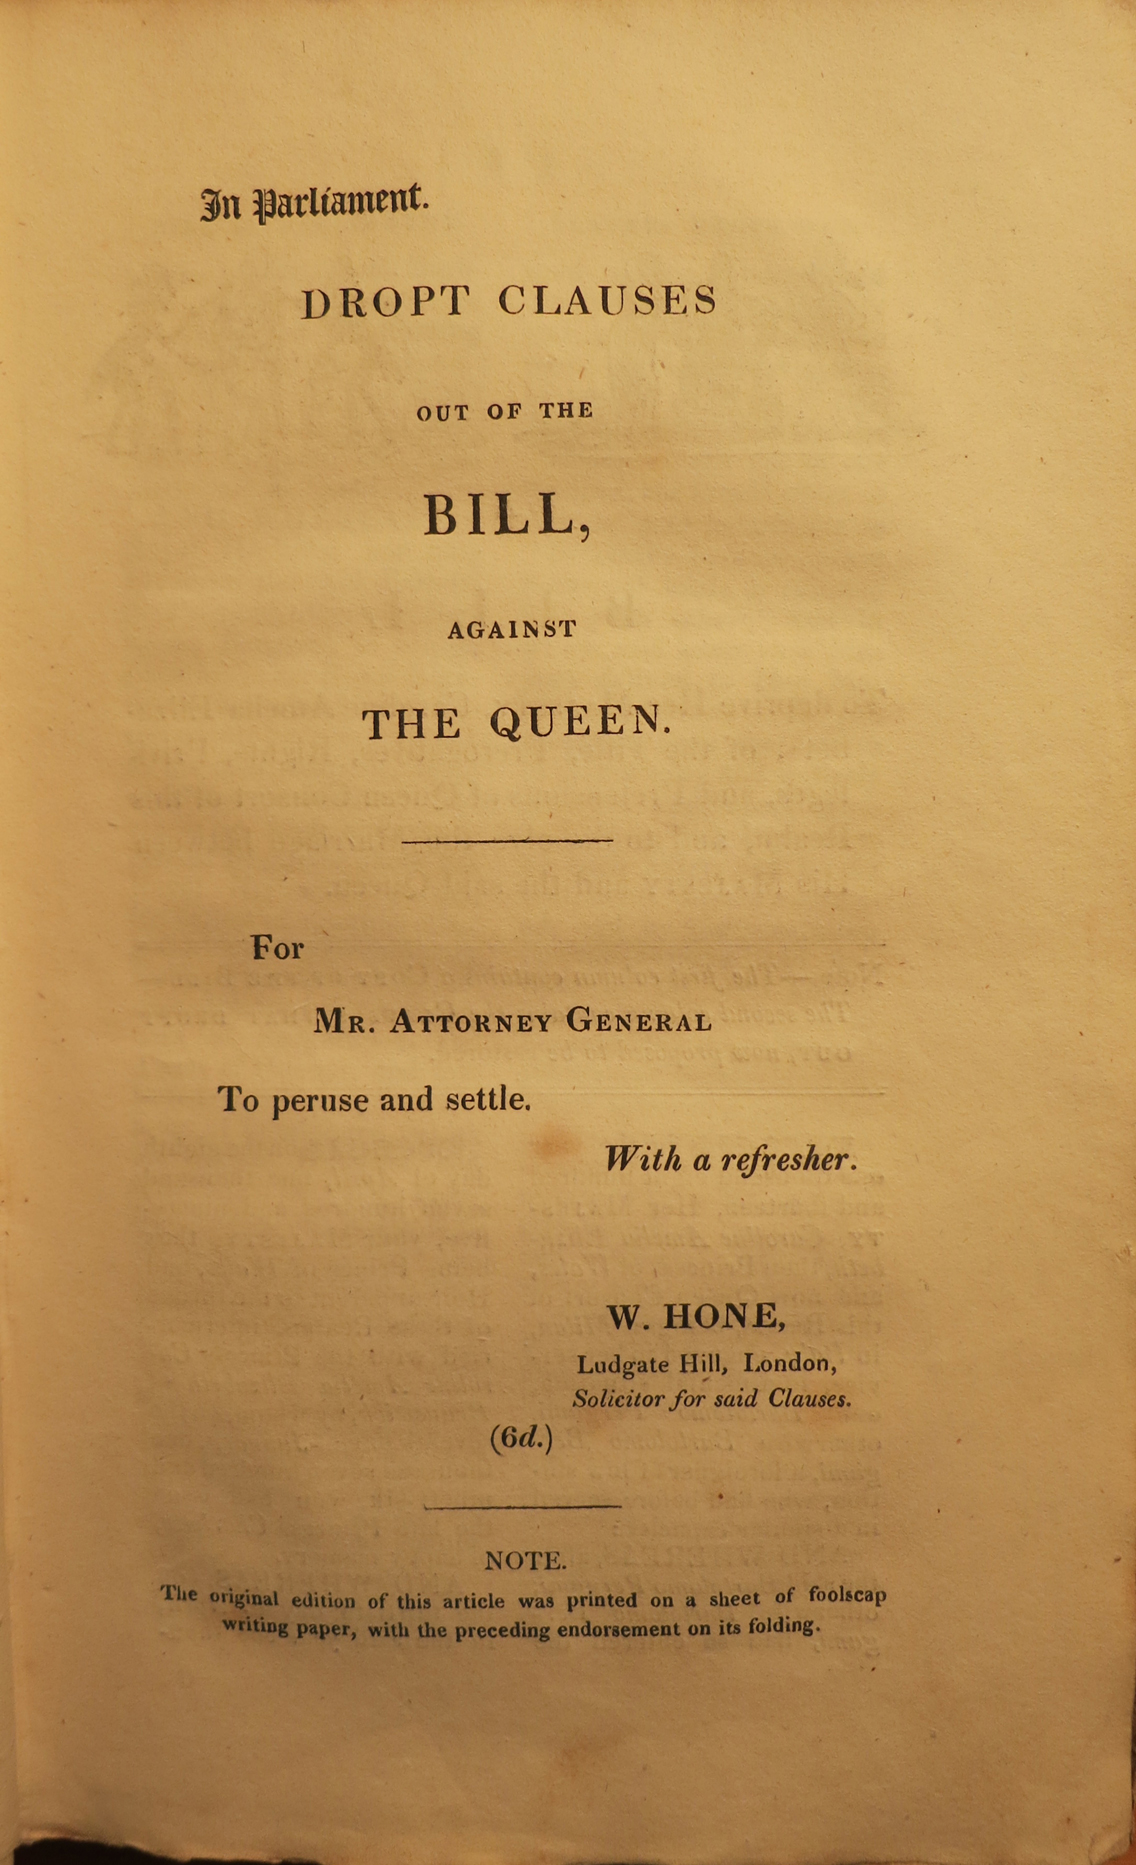 In Parliament.
DROPT CLAUSES
OUT OF THE
BILL,
AGAINST
THE QUEEN.
For
MR. ATTORNEY GENERAL
To peruse and settle.
With a refresher.
W. HONE,
Ludgate Hill, London,
Solicitor for said Clauses.
(6d.)
NOTE.
The original edition of this article was printed on a sheet of foolscap
writing paper, with the preceding endorsement on its folding.